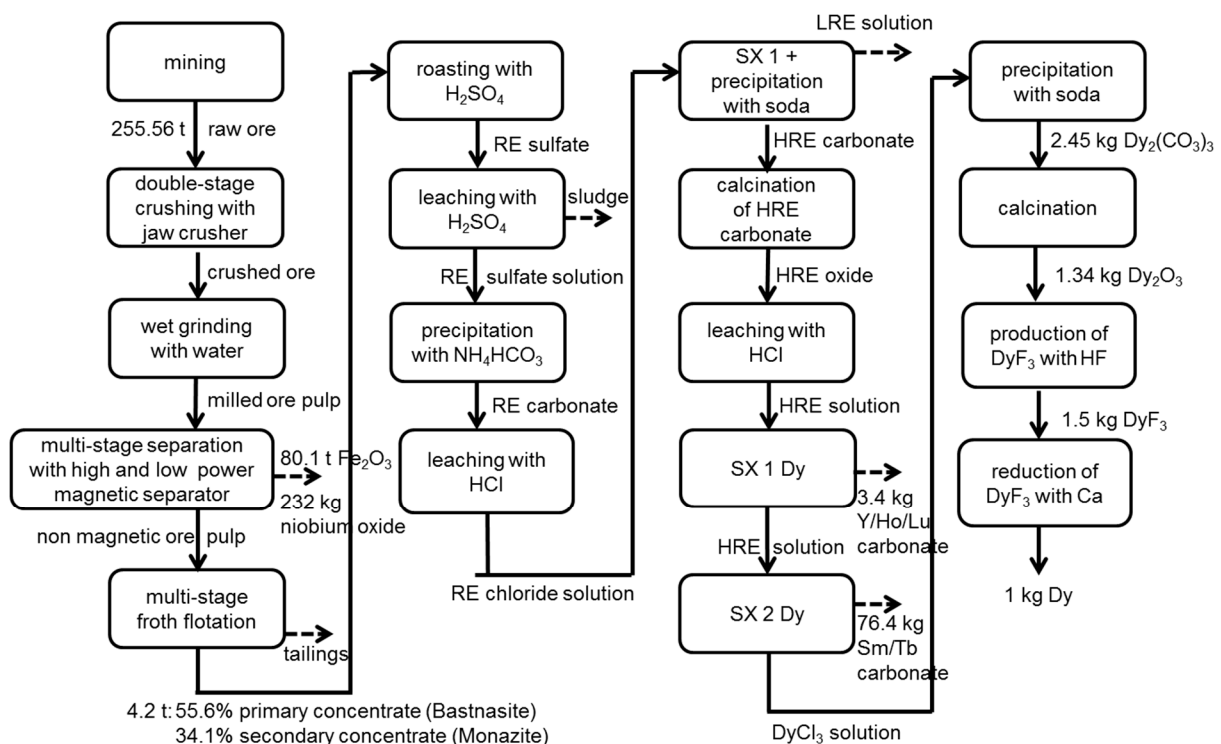 mining
255.56 t raw ore
double-stage
crushing with
jaw crusher
crushed ore
wet grinding
with water
milled ore pulp
multi-stage separation
with high and low power
magnetic separator
80.1 t Fe₂O₃
232 kg
niobium oxide
non magnetic ore pulp
multi-stage
froth flotation
tailings
4.2 t: 55.6% primary concentrate (Bastnasite)
34.1% secondary concentrate (Monazite)
roasting with
H₂SO₄
RE sulfate
leaching with
H₂SO₄
sludge
RE sulfate solution
precipitation
with NH₄HCO₃
RE carbonate
leaching with
HCl
RE chloride solution
SX 1 +
precipitation
with soda
LRE solution
HRE carbonate
calcination
of HRE
carbonate
HRE oxide
leaching with
HCl
HRE solution
SX 1 Dy
3.4 kg
Y/Ho/Lu
carbonate
HRE solution
SX 2 Dy
76.4 kg
Sm/Tb
carbonate
DyCl₃ solution
precipitation
with soda
2.45 kg Dy₂(CO₃)₃
calcination
1.34 kg Dy₂O₃
production of
DyF₃ with HF
1.5 kg DyF₃
reduction of
DyF₃ with Ca
1 kg Dy